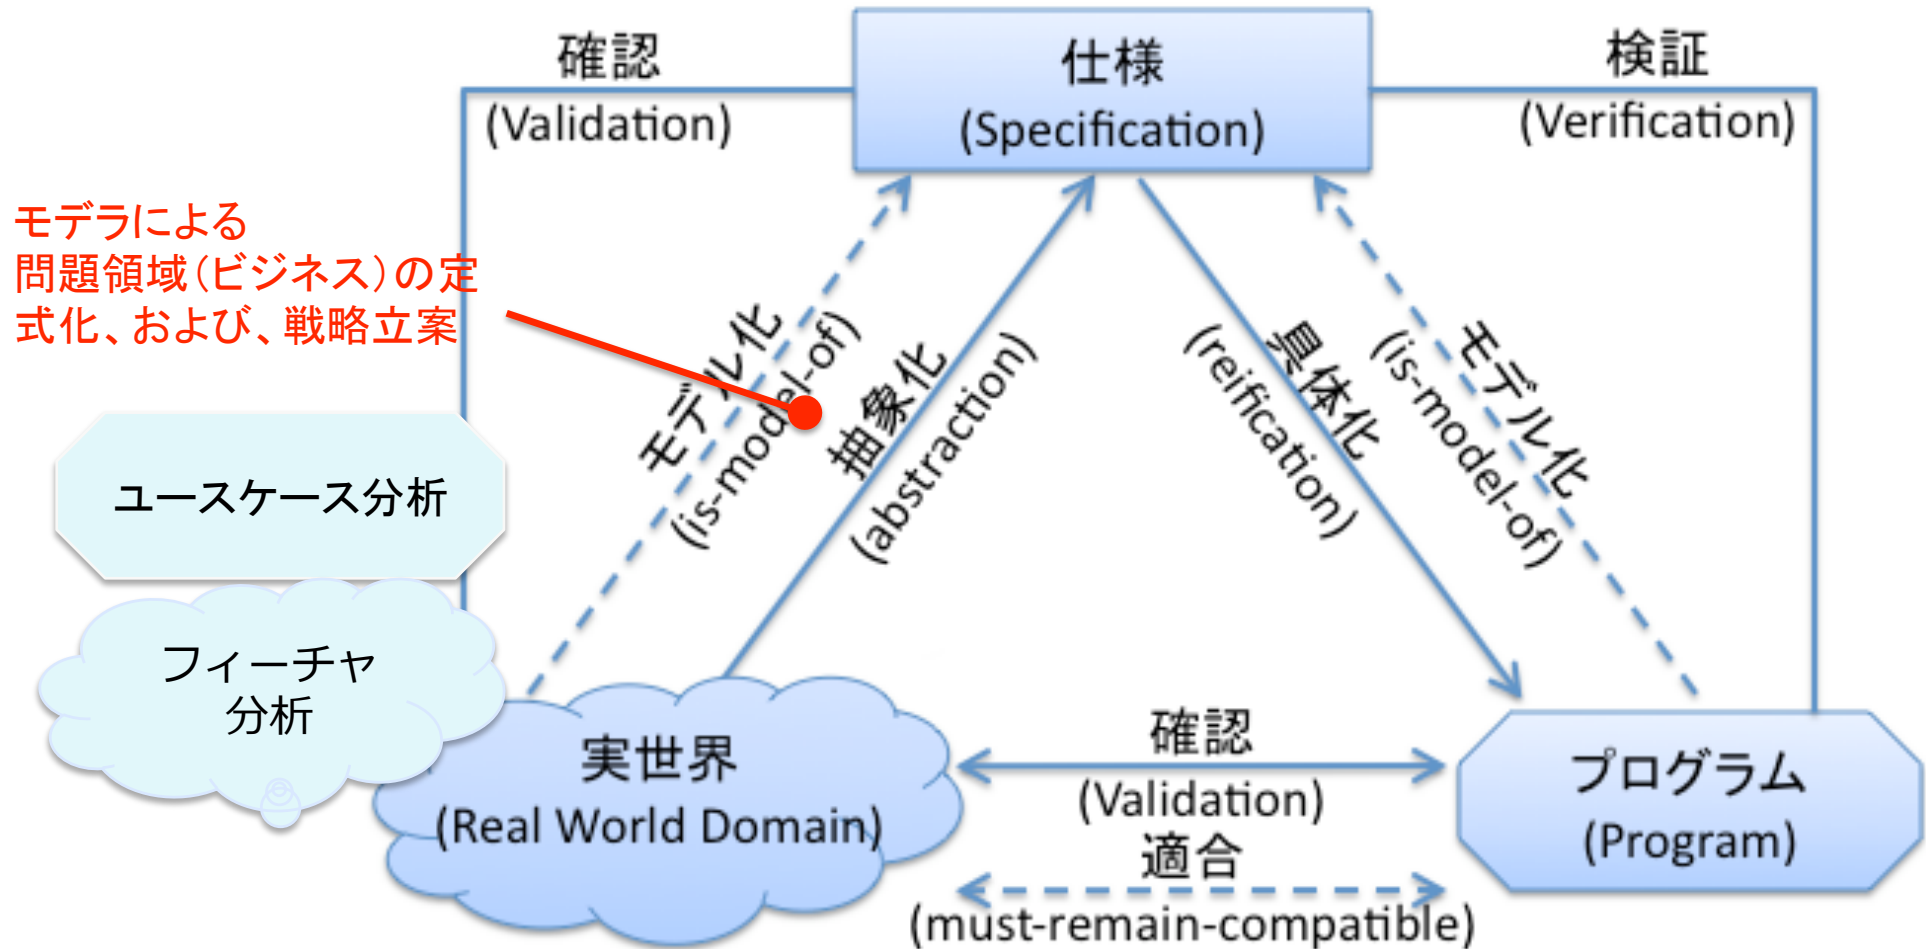 確認
(Validation)
仕様
(Specification)
検証
(Verification)
モデラによる
問題領域(ビジネス)の定
式化、および、戦略立案
モデル化
(is-model-of)
抽象化
(abstraction)
具体化
(reification)
モデル化
(is-model-of)
ユースケース分析
フィーチャ
分析
実世界
(Real World Domain)
確認
(Validation)
適合
(must-remain-compatible)
プログラム
(Program)